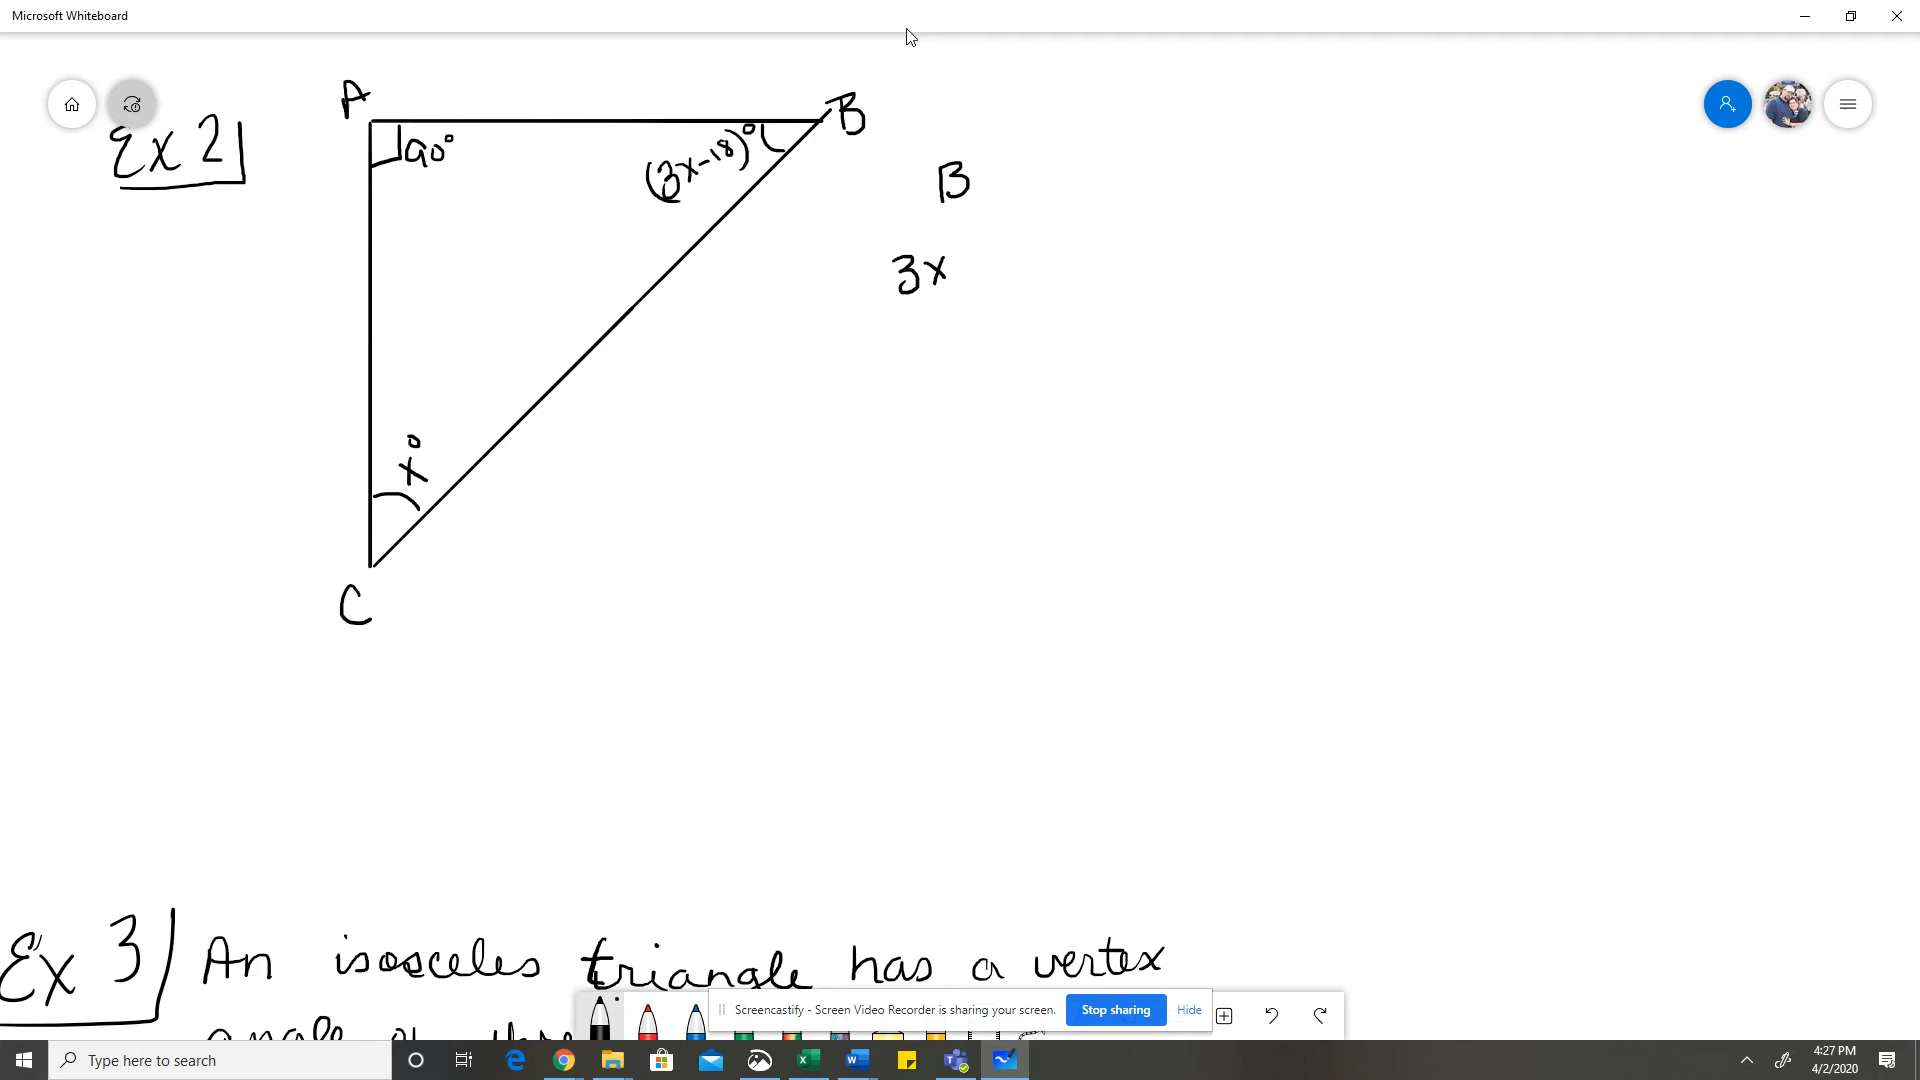 Microsoft Whiteboard
Ex 2
A
B
90°
(3x-18)°
B
3x
x°
C
Ex 3 An isosceles triangle has a vertex
angle
Screencastify - Screen Video Recorder is sharing your screen.
Stop sharing
Hide
Type here to search
4:27 PM
4/2/2020